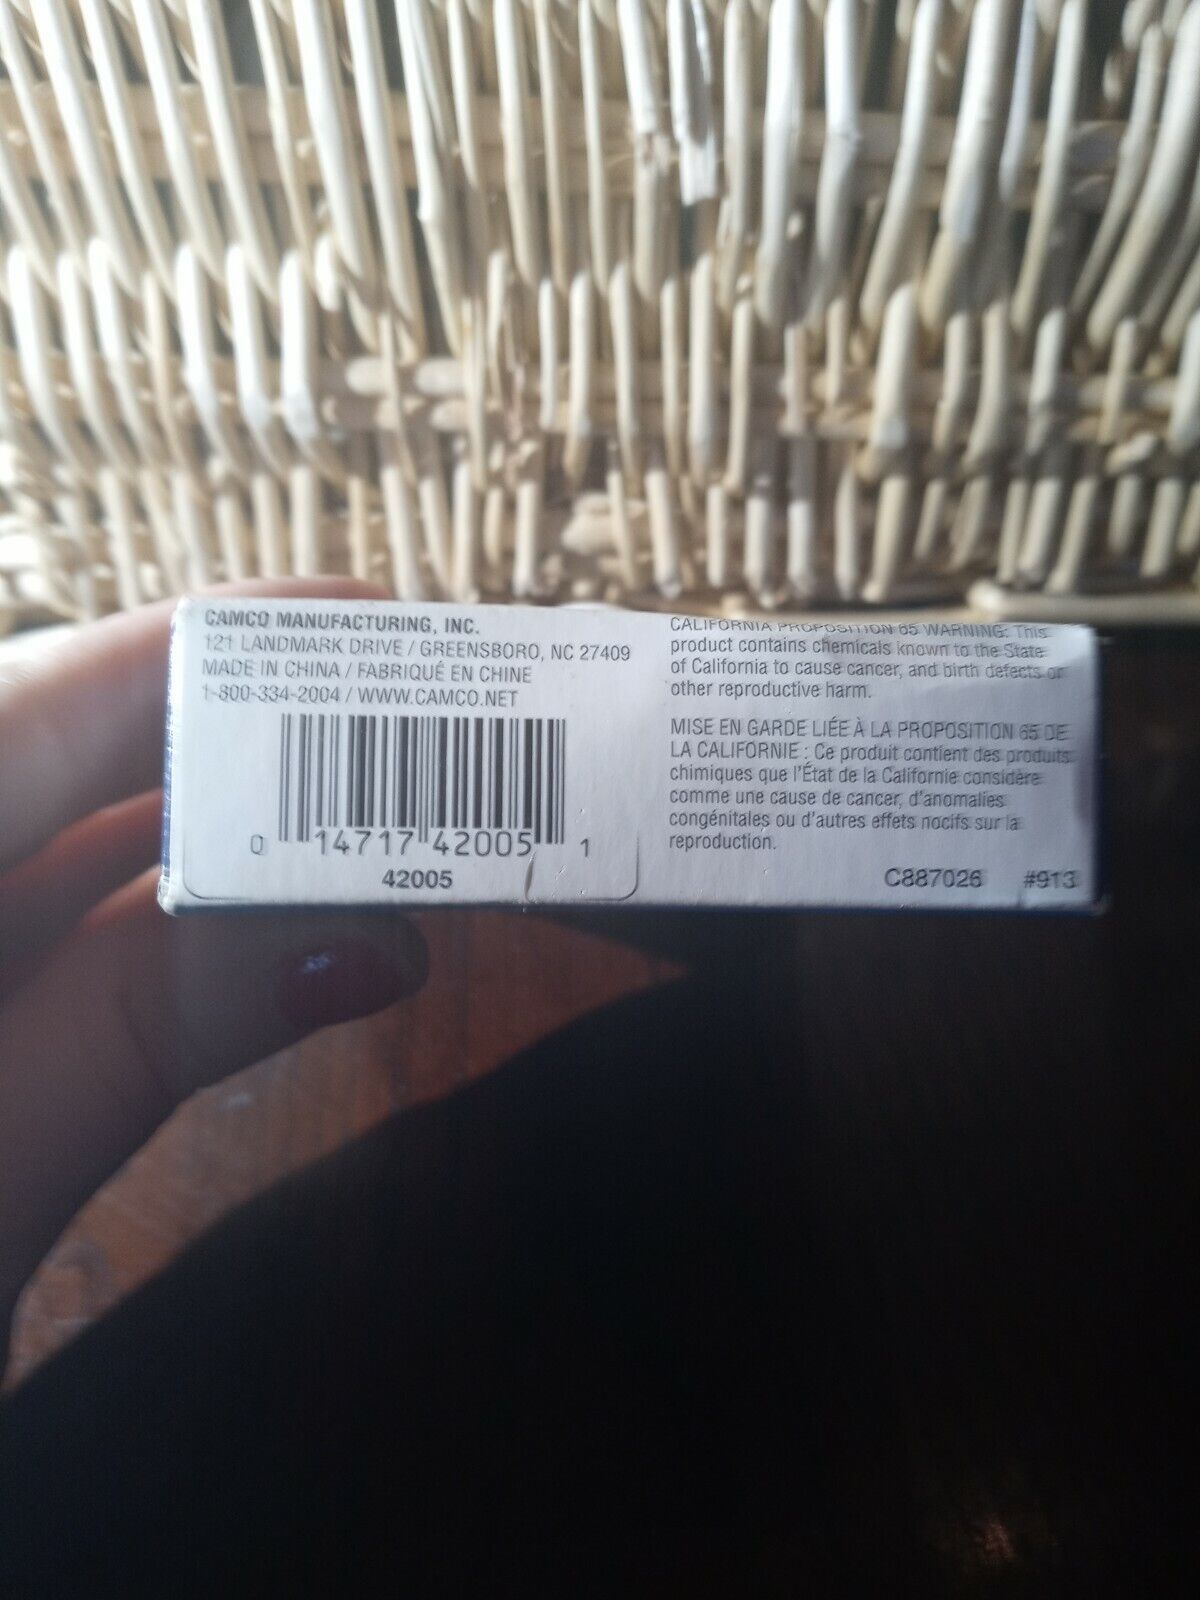 CAMCO MANUFACTURING, INC.
121 LANDMARK DRIVE / GREENSBORO, NC 27409
MADE IN CHINA / FABRIQUÉ EN CHINE
1-800-334-2004 / WWW.CAMCO.NET
0 14717 42005 1
42005
CALIFORNIA PROPOSITION 65 WARNING: This
product contains chemicals known to the State
of California to cause cancer, and birth defects or
other reproductive harm.
MISE EN GARDE LIÉE À LA PROPOSITION 65 DE
LA CALIFORNIE : Ce produit contient des produits
chimiques que l'État de la Californie considère
comme une cause de cancer, d'anomalies
congénitales ou d'autres effets nocifs sur la
reproduction.
C887026 #913